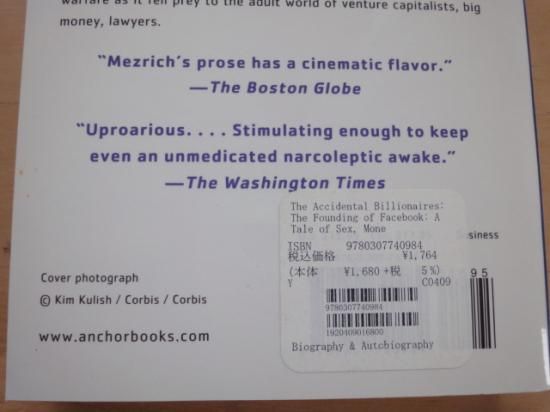 warfare as it fell prey to the adult world of venture capitalists, big
money, lawyers.
“Mezrich’s prose has a cinematic flavor.”
—The Boston Globe
“Uproarious. . . . Stimulating enough to keep
even an unmedicated narcoleptic awake.”
—The Washington Times
The Accidental Billionaires:
The Founding of Facebook: A
Tale of Sex, Mone
siness
ISBN 9780307740984
税込価格 ¥1,764
(本体 ¥1,680+税 5%)
Y C0409
95
9780307740984
1920409016800
Biography & Autobiography
Cover photograph
© Kim Kulish / Corbis / Corbis
www.anchorbooks.com